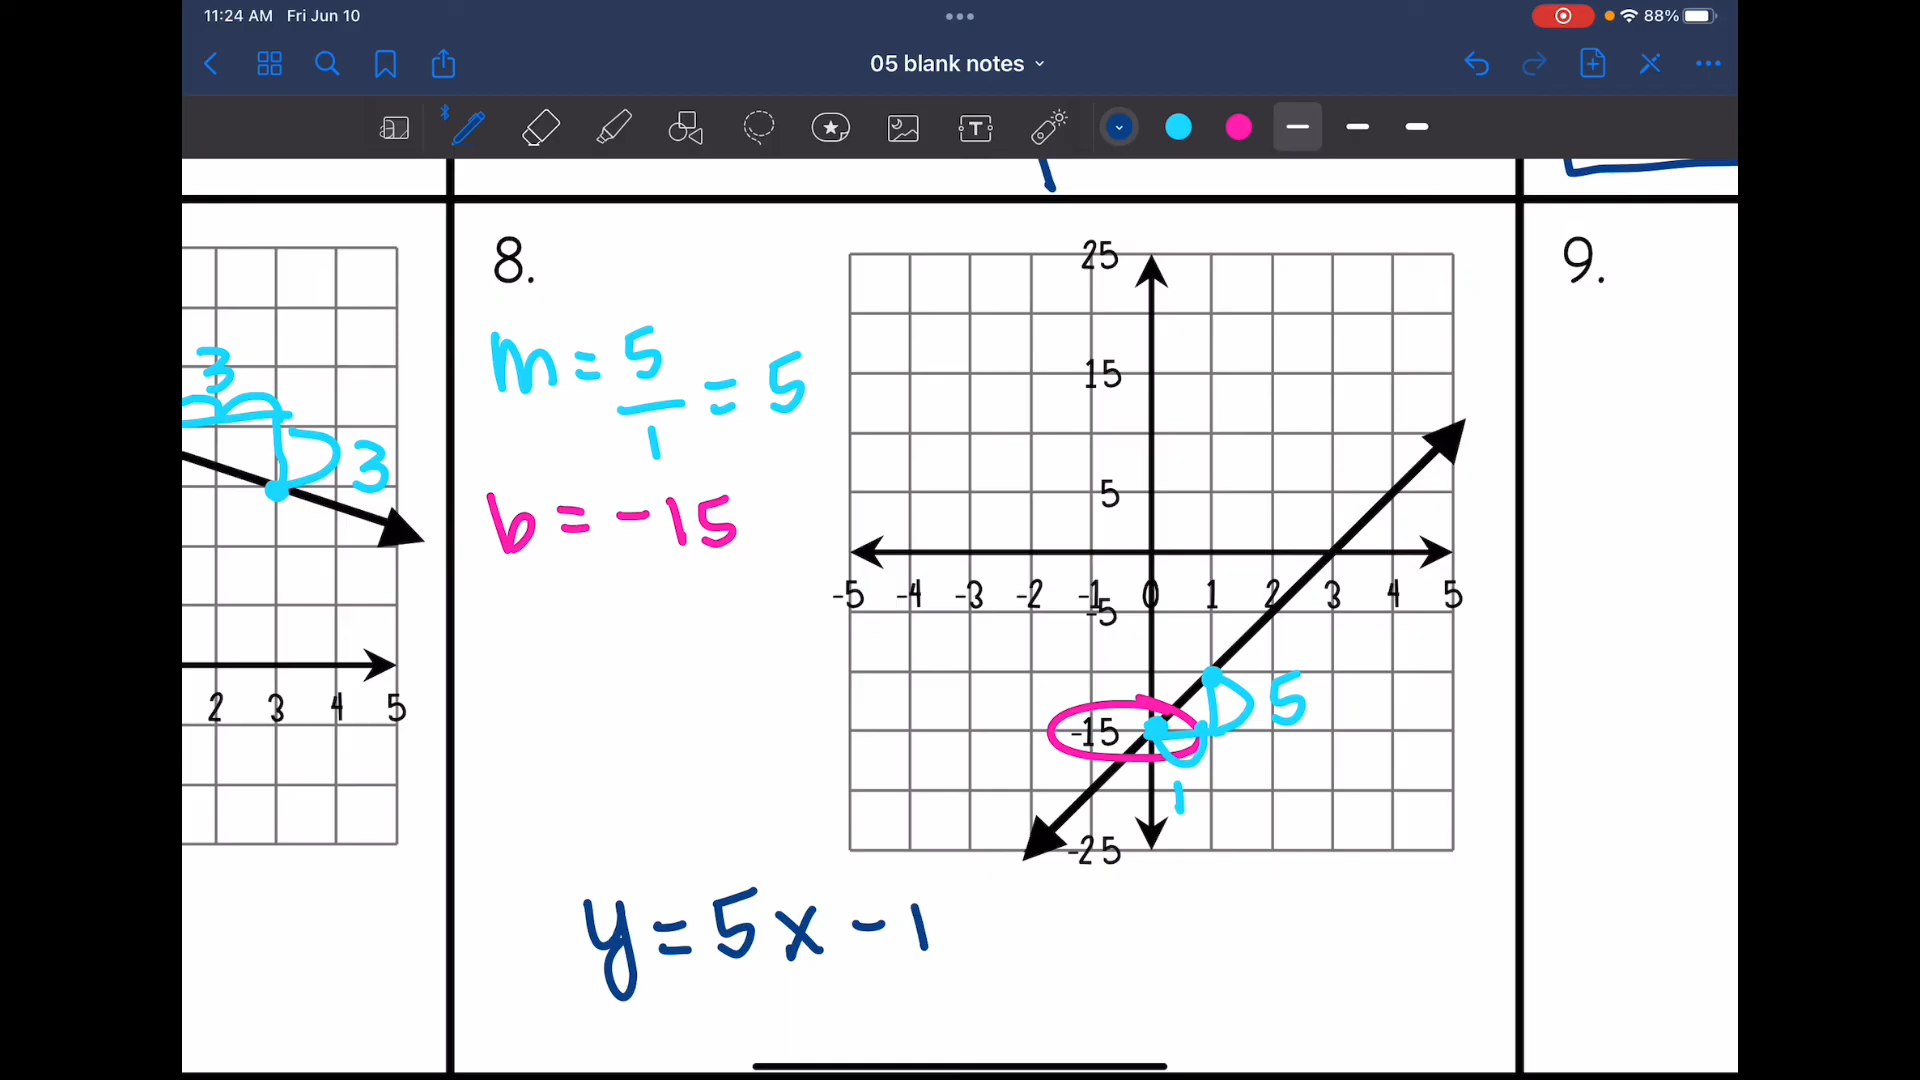 11:24 AM Fri Jun 10
88%
05 blank notes
8.
9.
m = 5/1 = 5
b = -15
25
15
5
-5 -4 -3 -2 -1 0 1 2 3 4 5
-5
-15
-25
5
1
y = 5x - 1
3
3
2 3 4 5